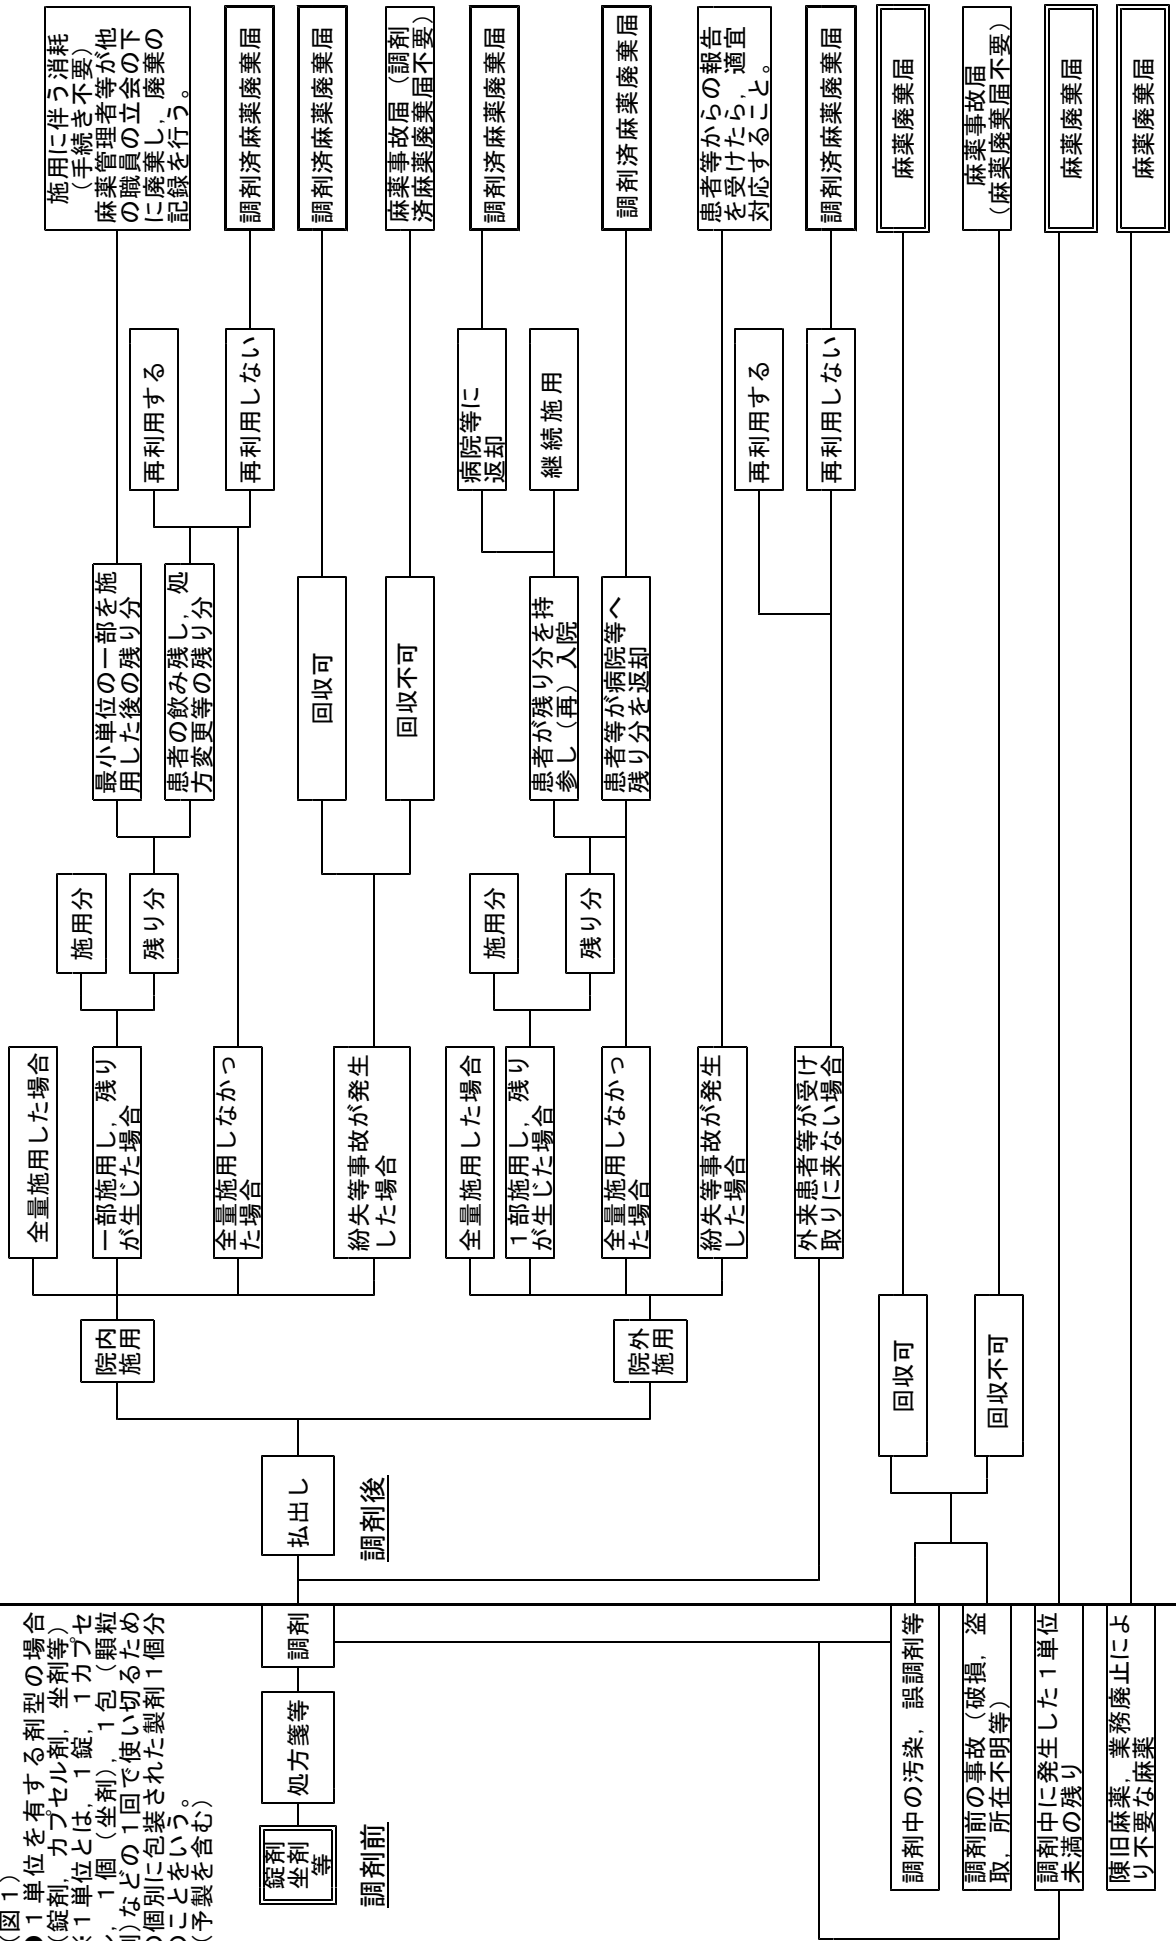 (図1)
●1単位を有する剤型の場合
(錠剤，カプセル剤，坐剤等)
※1単位とは，1錠，1カプセ
ル，1個(坐剤)，1包(顆粒
剤)などの1回で使い切るため
の個別に包装された製剤1個分
のことをいう。
(予製を含む)
錠剤
坐剤
等
処方箋等
調剤
調剤前
払出し
調剤後
院内
施用
全量施用した場合
一部施用し，残り
が生じた場合
施用分
残り分
最小単位の一部を施
用した後の残り分
施用に伴う消耗
(手続き不要)
麻薬管理者等が他
の職員の立会の下
に廃棄し，廃棄の
記録を行う。
患者の飲み残し，処
方変更等の残り分
再利用する
再利用しない
調剤済麻薬廃棄届
全量施用しなかっ
た場合
紛失等事故が発生
した場合
回収可
調剤済麻薬廃棄届
回収不可
麻薬事故届(調剤
済麻薬廃棄届不要)
院外
施用
全量施用した場合
1部施用し，残り
が生じた場合
施用分
残り分
患者が残り分を持
参し(再)入院
病院等に
返却
調剤済麻薬廃棄届
継続施用
患者等が病院等へ
残り分を返却
調剤済麻薬廃棄届
全量施用しなかっ
た場合
紛失等事故が発生
した場合
患者等からの報告
を受けたら，適宜
対応すること。
外来患者等が受け
取りに来ない場合
再利用する
再利用しない
調剤済麻薬廃棄届
調剤中の汚染，誤調剤等
回収可
麻薬廃棄届
調剤前の事故(破損，盗
取，所在不明等)
回収不可
麻薬事故届
(麻薬廃棄届不要)
調剤中に発生した1単位
未満の残り
麻薬廃棄届
陳旧麻薬，業務廃止によ
り不要な麻薬
麻薬廃棄届